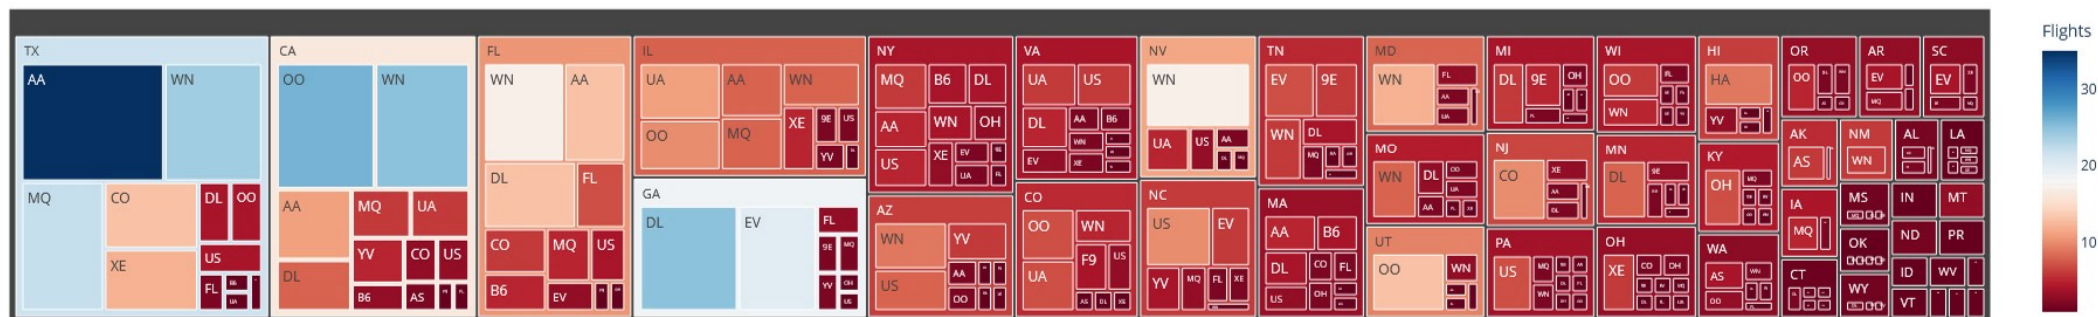 TX
AA
WN
MQ
CO
XE
DL
OO
US
FL
CA
OO
WN
AA
DL
MQ
UA
YV
CO
US
B6
AS
FL
WN
AA
DL
FL
CO
MQ
US
B6
EV
IL
UA
AA
WN
OO
MQ
XE
9E
US
YV
GA
DL
EV
FL
9E
MQ
YV
OH
US
NY
MQ
B6
DL
AA
WN
OH
US
XE
EV
9E
UA
FL
AZ
WN
YV
US
AA
OO
VA
UA
US
DL
AA
B6
WN
EV
XE
CO
OO
WN
UA
F9
US
AS
DL
XE
NV
WN
UA
US
AA
DL
MQ
NC
US
EV
YV
MQ
FL
XE
TN
EV
9E
WN
DL
MQ
MA
AA
B6
DL
CO
FL
US
OH
MD
WN
FL
AA
UA
MO
WN
DL
OO
UA
AA
FL
XE
UT
OO
WN
MI
DL
9E
OH
FL
NJ
CO
XE
AA
DL
PA
US
MQ
WN
WI
OO
FL
WN
MN
DL
9E
OH
XE
CO
OH
HI
HA
YV
KY
OH
MQ
WA
AS
WN
OO
OR
OO
AR
EV
MQ
SC
EV
AK
AS
NM
WN
AL
LA
IA
MQ
MS
IN
MT
OK
ND
PR
CT
WY
ID
WV
VT
Flights
30
20
10